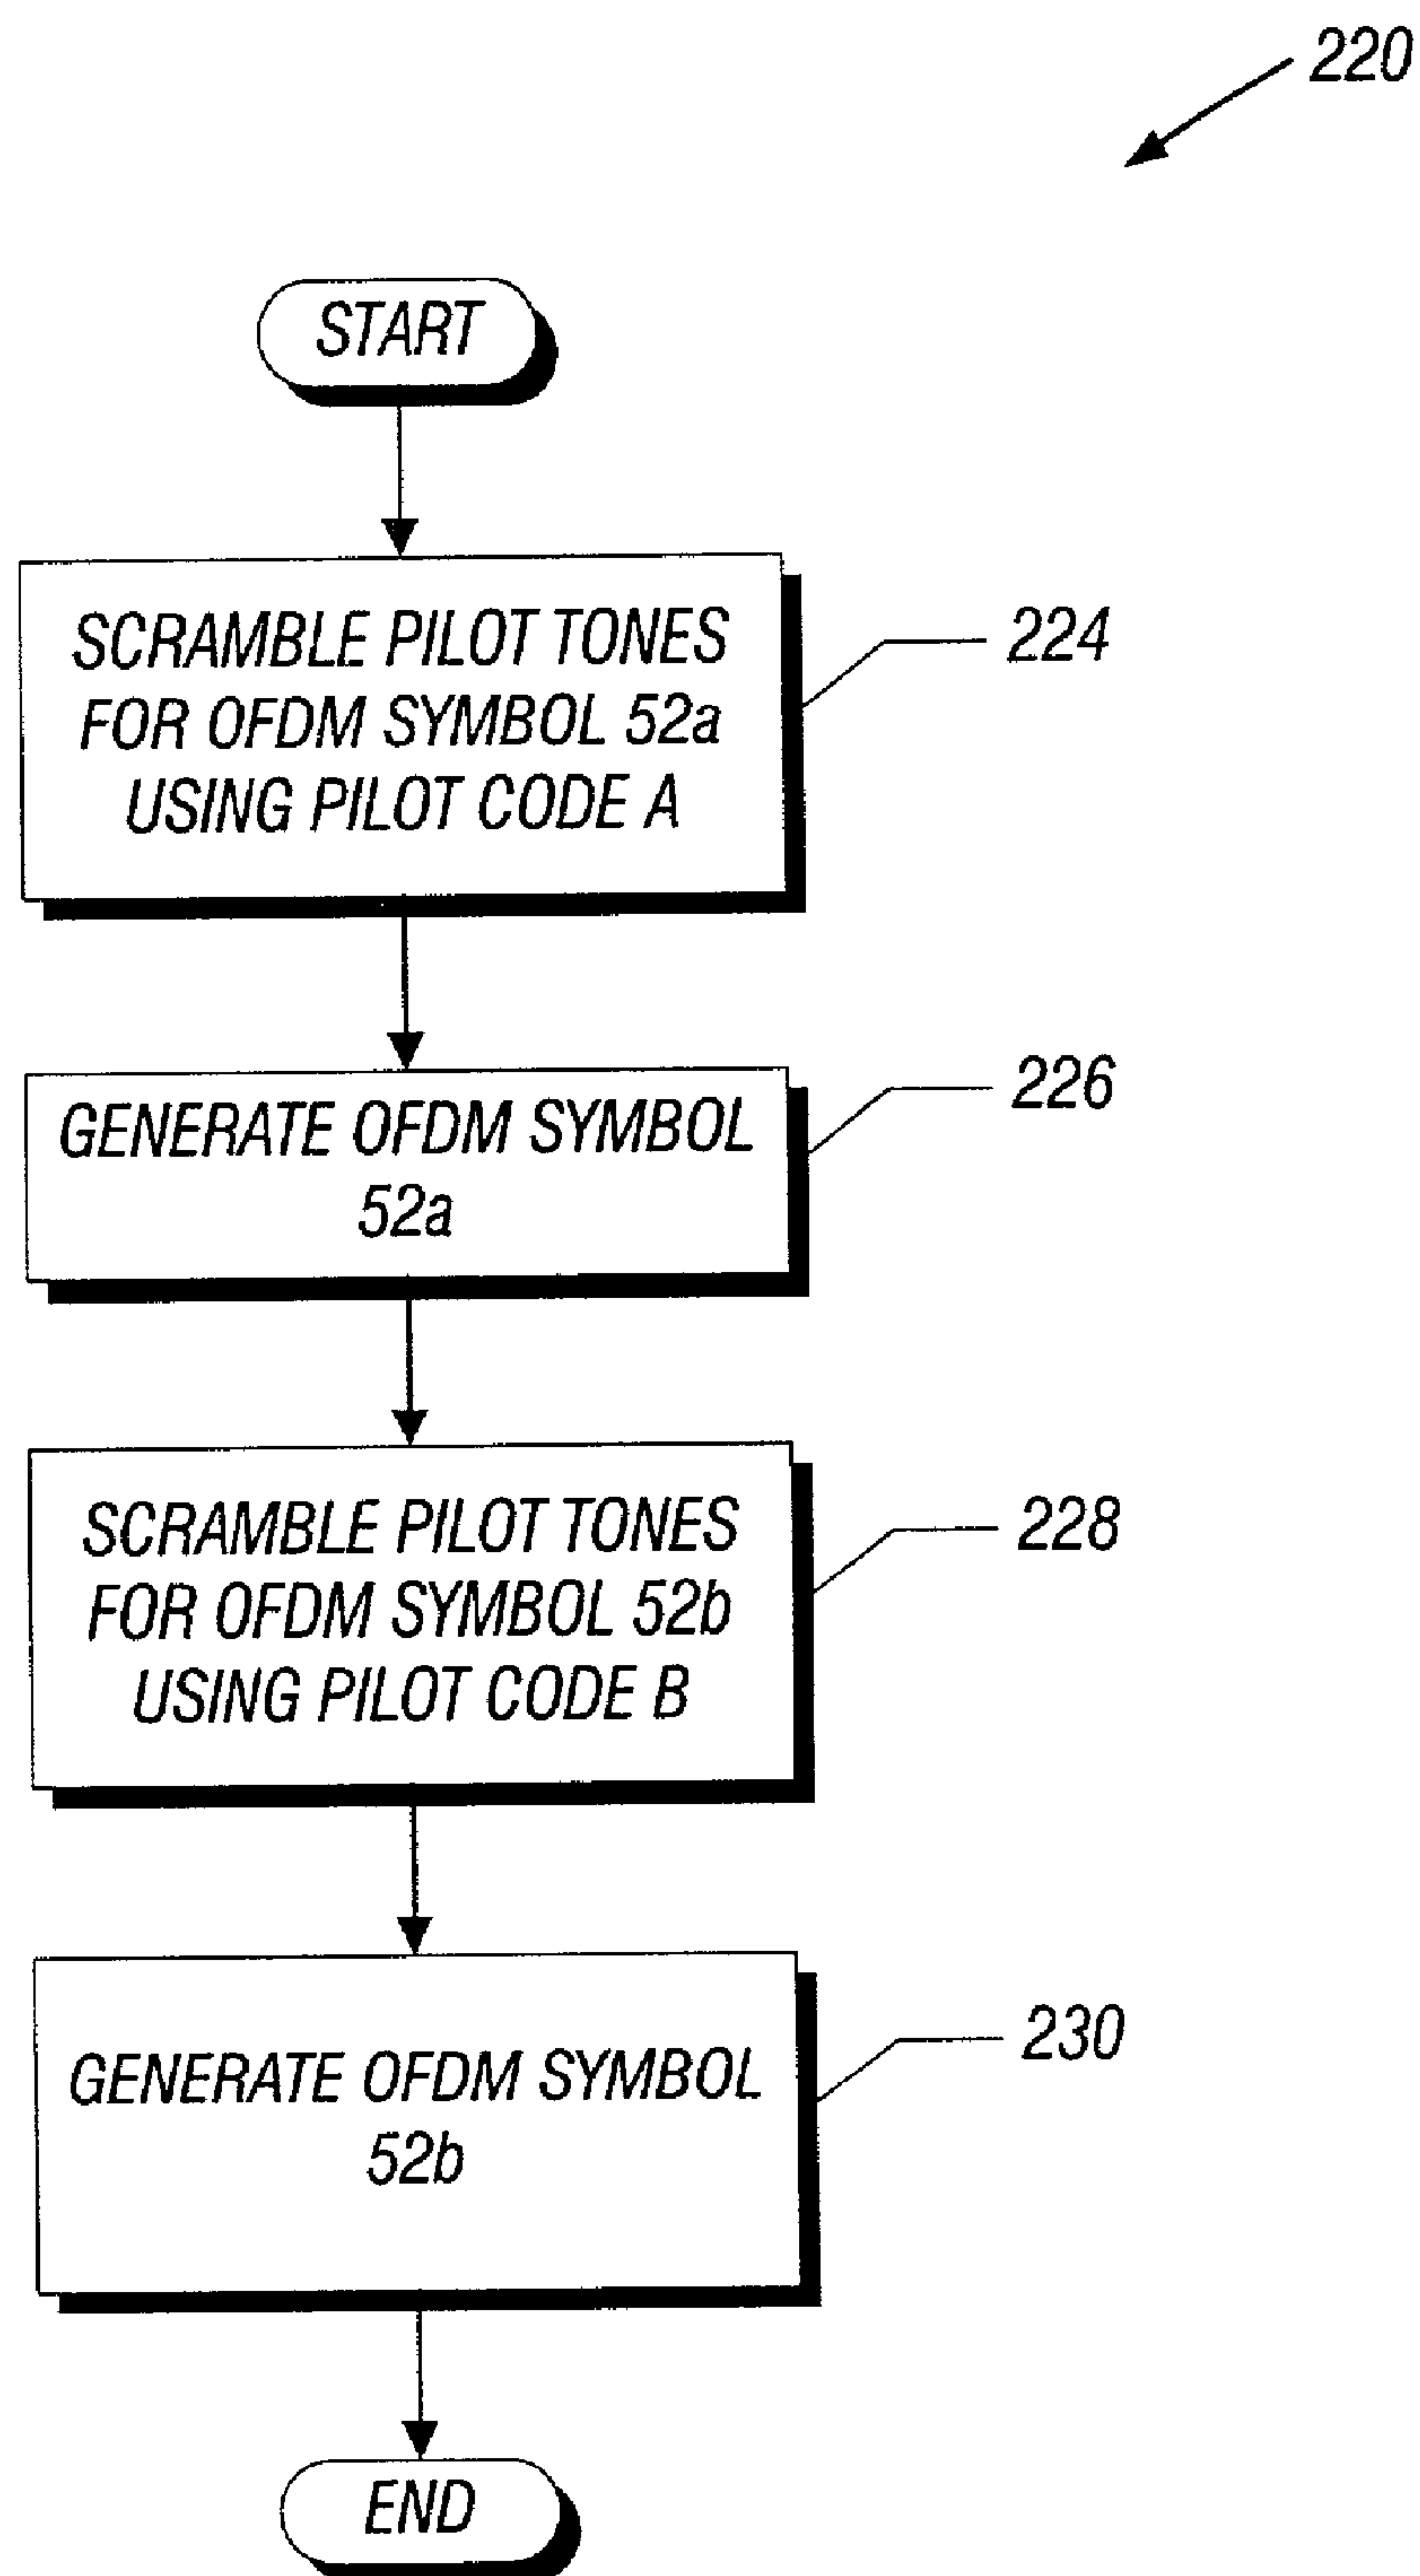 220
START
SCRAMBLE PILOT TONES
FOR OFDM SYMBOL 52a
USING PILOT CODE A
224
GENERATE OFDM SYMBOL
52a
226
SCRAMBLE PILOT TONES
FOR OFDM SYMBOL 52b
USING PILOT CODE B
228
GENERATE OFDM SYMBOL
52b
230
END